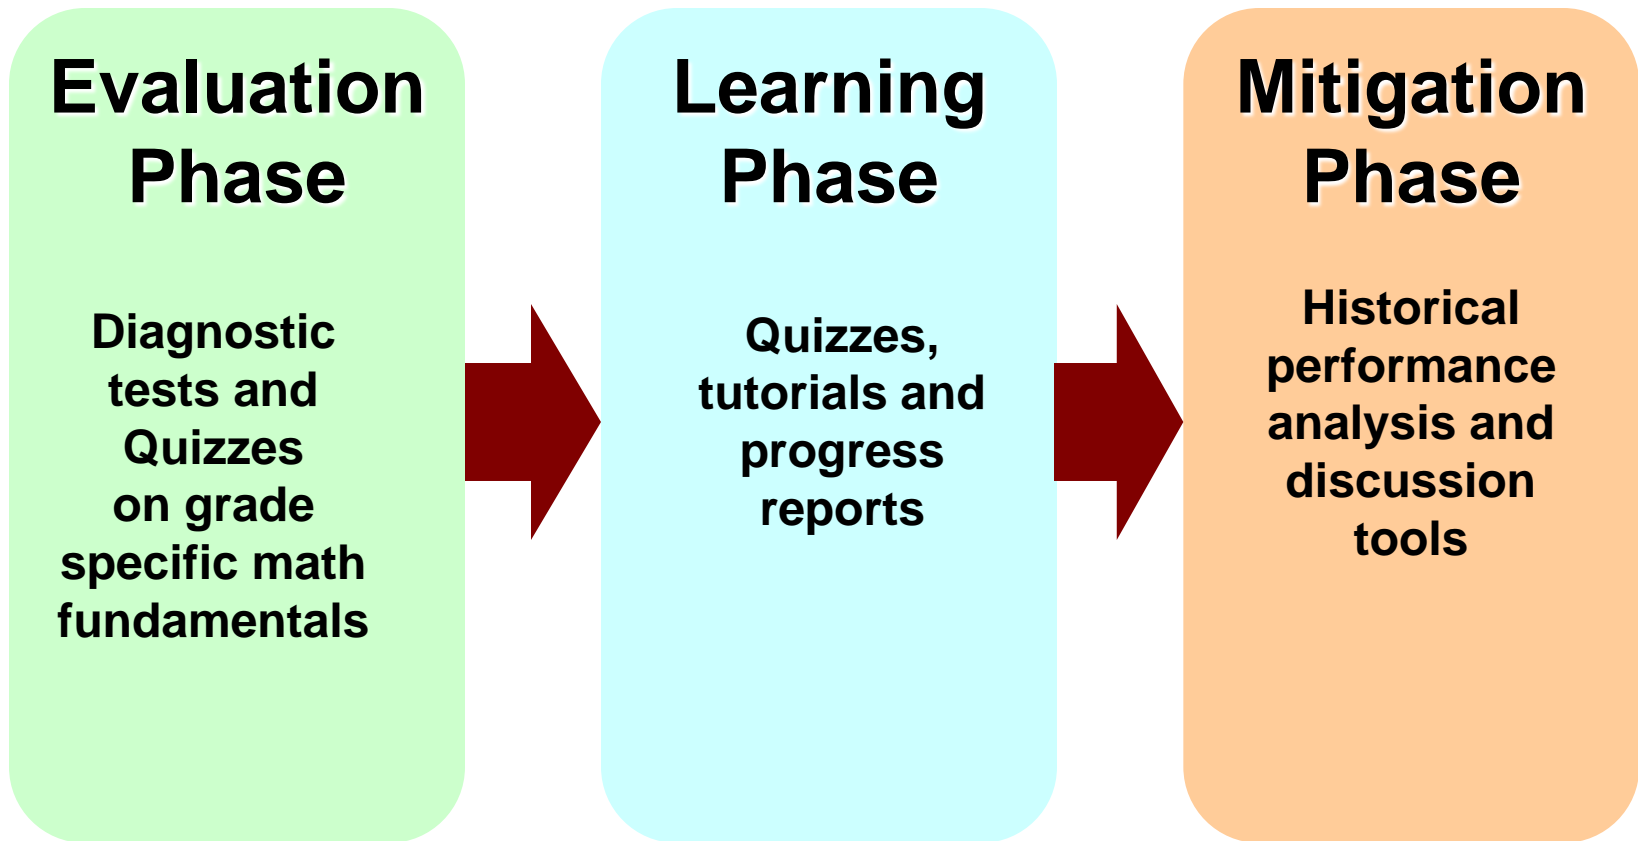 Evaluation
Phase
Diagnostic
tests and
Quizzes
on grade
specific math
fundamentals
Learning
Phase
Quizzes,
tutorials and
progress
reports
Mitigation
Phase
Historical
performance
analysis and
discussion
tools